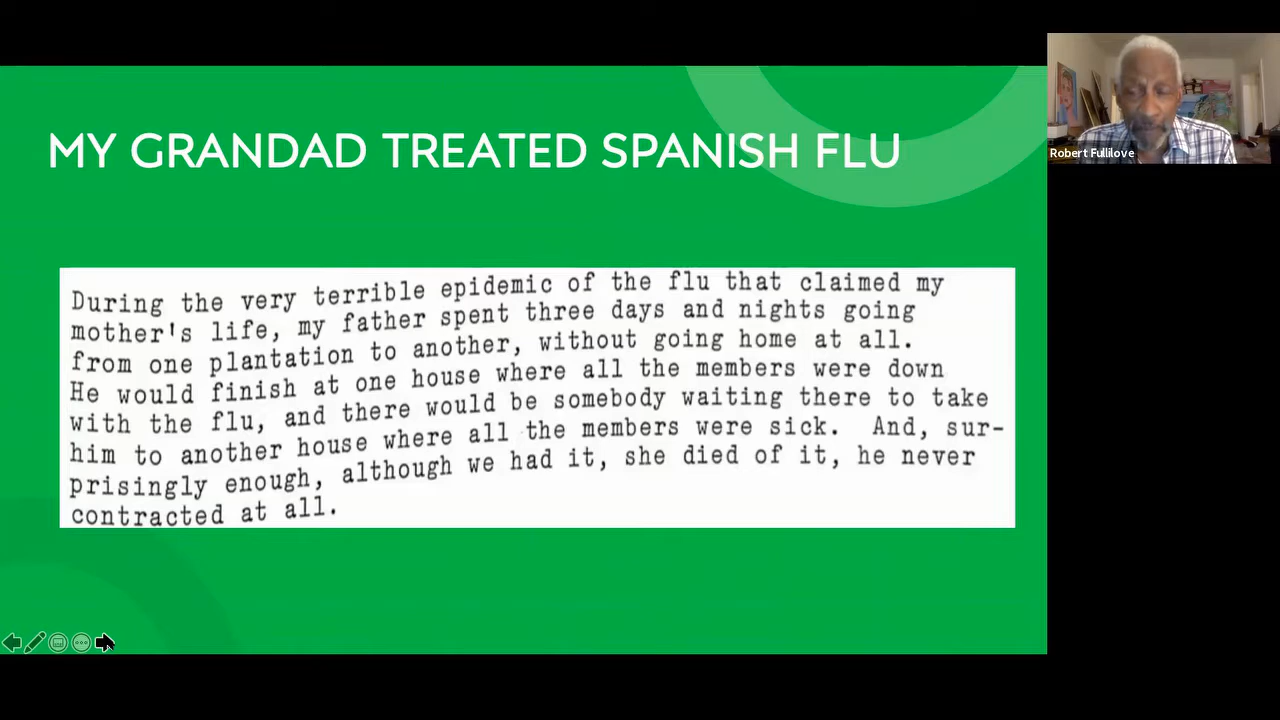 MY GRANDAD TREATED SPANISH FLU
During the very terrible epidemic of the flu that claimed my
mother's life, my father spent three days and nights going
from one plantation to another, without going home at all.
He would finish at one house where all the members were down
with the flu, and there would be somebody waiting there to take
him to another house where all the members were sick. And, sur-
prisingly enough, although we had it, she died of it, he never
contracted at all.
Robert Fullilove